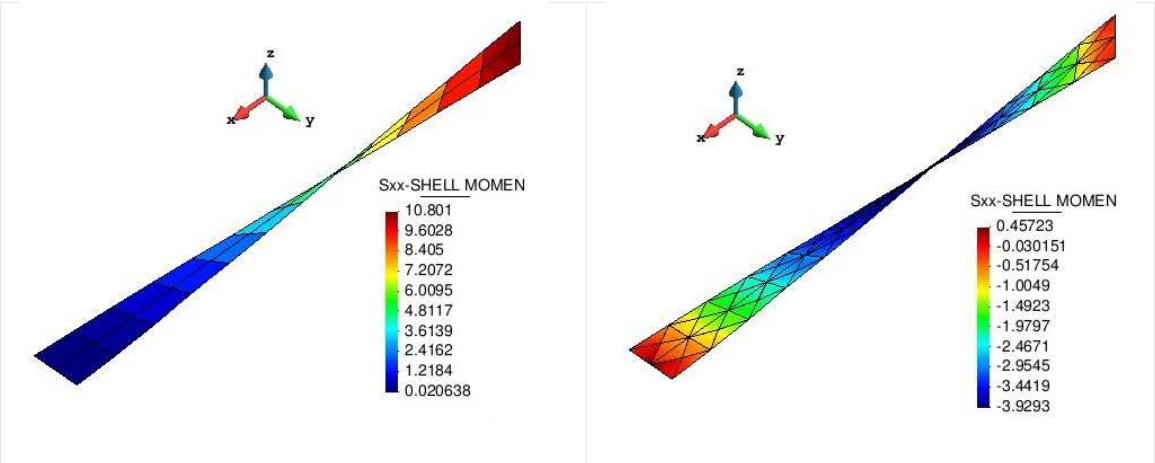 z
x
y
Sxx-SHELL MOMEN
10.801
9.6028
8.405
7.2072
6.0095
4.8117
3.6139
2.4162
1.2184
0.020638
z
x
y
Sxx-SHELL MOMEN
0.45723
-0.030151
-0.51754
-1.0049
-1.4923
-1.9797
-2.4671
-2.9545
-3.4419
-3.9293